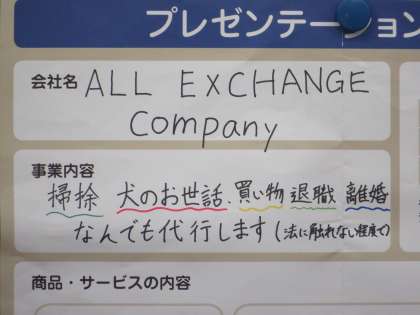 プレゼンテーション
会社名 ALL EXCHANGE
Company
事業内容
掃除 犬のお世話、買い物 退職 離婚
なんでも代行します(法に触れない程度で)
商品・サービスの内容